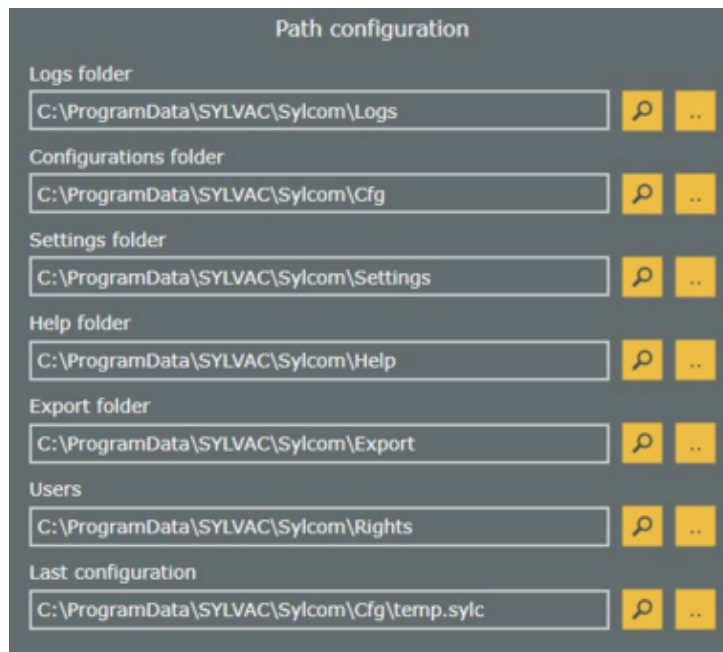 Path configuration
Logs folder
C:\ProgramData\SYLVAC\Sylcom\Logs
..
Configurations folder
C:\ProgramData\SYLVAC\Sylcom\Cfg
..
Settings folder
C:\ProgramData\SYLVAC\Sylcom\Settings
..
Help folder
C:\ProgramData\SYLVAC\Sylcom\Help
..
Export folder
C:\ProgramData\SYLVAC\Sylcom\Export
..
Users
C:\ProgramData\SYLVAC\Sylcom\Rights
..
Last configuration
C:\ProgramData\SYLVAC\Sylcom\Cfg\temp.sylc
..